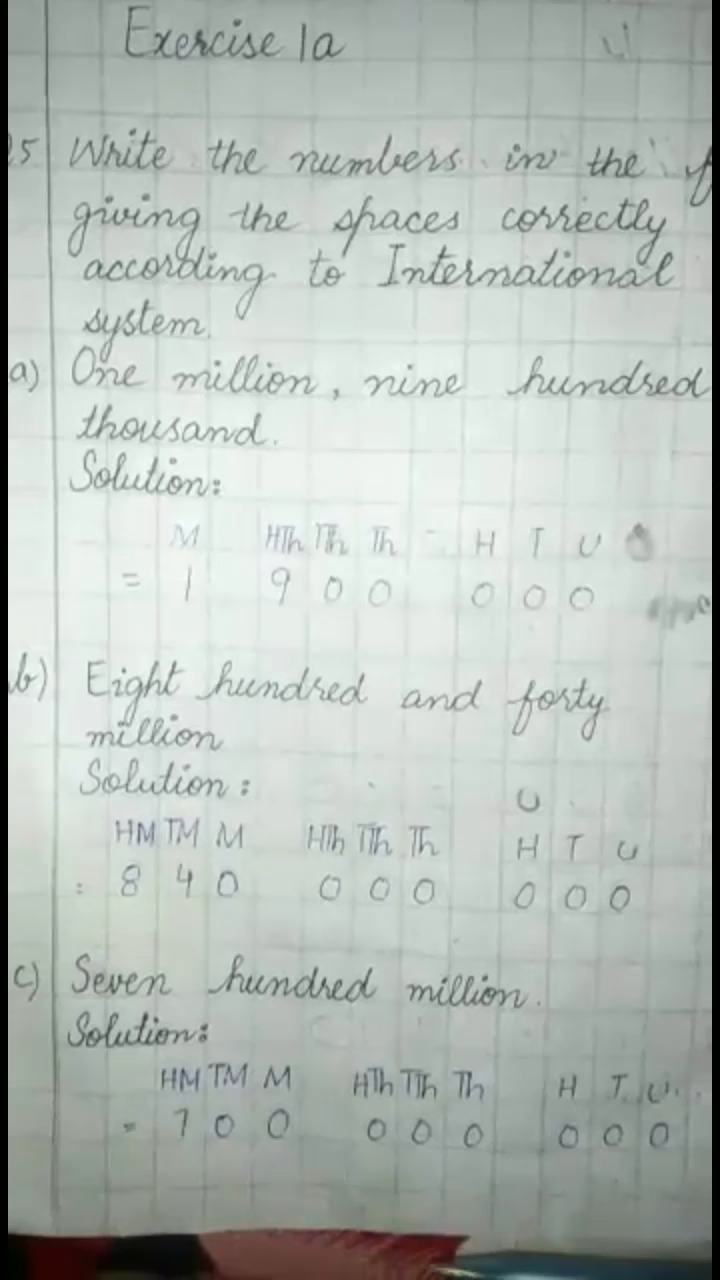 Exercise 1a
5 Write the numbers in the
giving the spaces correctly
according to International
system.
a) One million, nine hundred
thousand.
Solution:
M HTh TTh Th H T U
= 1 9 0 0 0 0 0
b) Eight hundred and forty
million
Solution:
U
HM TM M HTh TTh Th H T U
: 8 4 0 0 0 0 0 0 0
c) Seven hundred million.
Solution:
HM TM M HTh TTh Th H T U
= 7 0 0 0 0 0 0 0 0